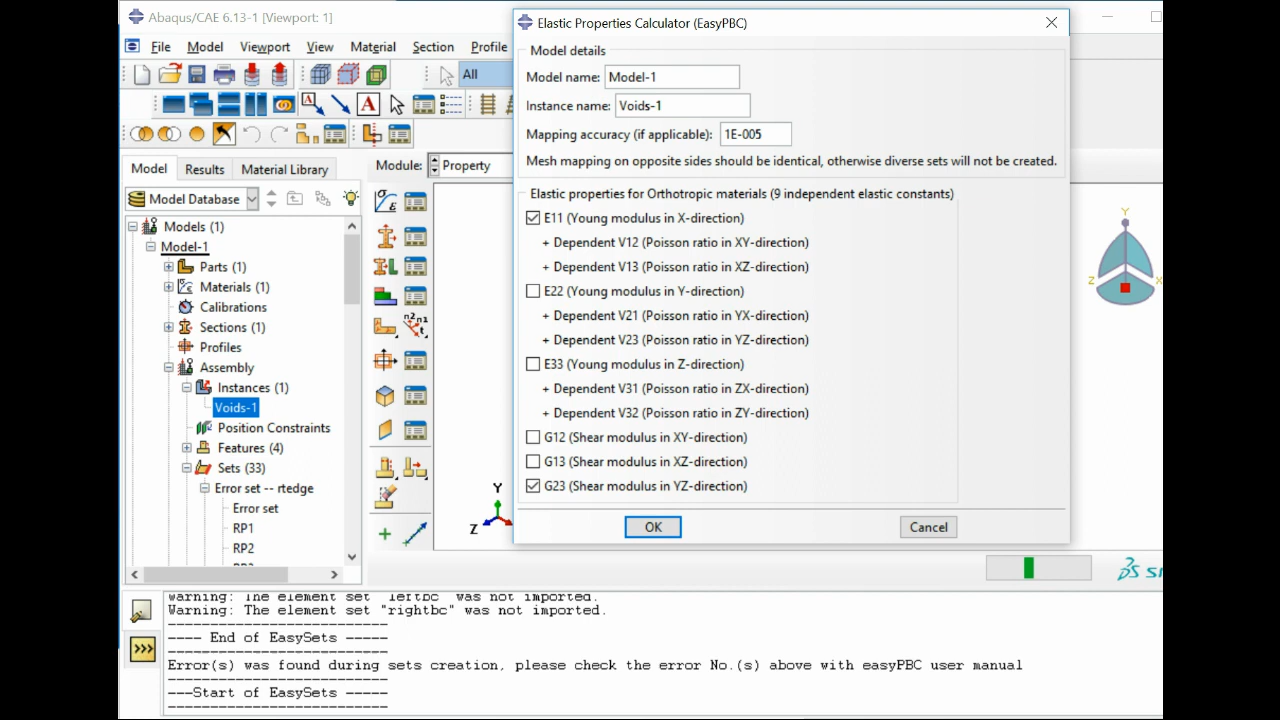 Abaqus/CAE 6.13-1 [Viewport: 1]
File Model Viewport View Material Section Profile
All
A A
Model Results Material Library
Module: Property
Model Database
Models (1)
Model-1
Parts (1)
Materials (1)
Calibrations
Sections (1)
Profiles
Assembly
Instances (1)
Voids-1
Position Constraints
Features (4)
Sets (33)
Error set -- rtedge
Error set
RP1
RP2
n2 n1
t
Y
Z
Elastic Properties Calculator (EasyPBC)
Model details
Model name: Model-1
Instance name: Voids-1
Mapping accuracy (if applicable): 1E-005
Mesh mapping on opposite sides should be identical, otherwise diverse sets will not be created.
Elastic properties for Orthotropic materials (9 independent elastic constants)
E11 (Young modulus in X-direction)
+ Dependent V12 (Poisson ratio in XY-direction)
+ Dependent V13 (Poisson ratio in XZ-direction)
E22 (Young modulus in Y-direction)
+ Dependent V21 (Poisson ratio in YX-direction)
+ Dependent V23 (Poisson ratio in YZ-direction)
E33 (Young modulus in Z-direction)
+ Dependent V31 (Poisson ratio in ZX-direction)
+ Dependent V32 (Poisson ratio in ZY-direction)
G12 (Shear modulus in XY-direction)
G13 (Shear modulus in XZ-direction)
G23 (Shear modulus in YZ-direction)
OK Cancel
Y
Z X
>>>
Warning: The element set "leftbc" was not imported.
Warning: The element set "rightbc" was not imported.
--------------------------
---- End of EasySets -----
--------------------------
Error(s) was found during sets creation, please check the error No.(s) above with easyPBC user manual
--------------------------
---Start of EasySets -----
--------------------------